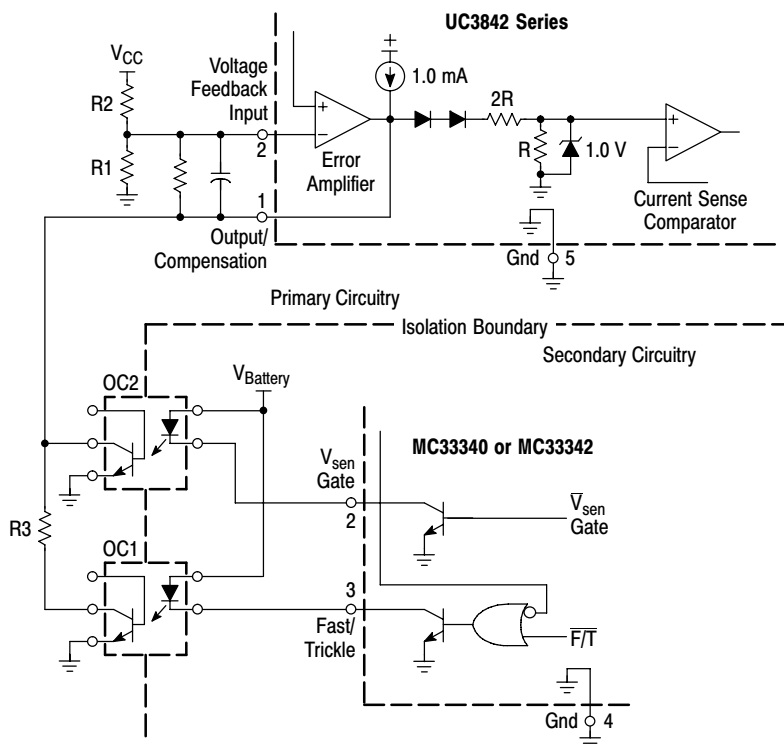 UC3842 Series
V_CC
Voltage
Feedback
Input
R2
R1
2
1
Output/
Compensation
+
1.0 mA
+
−
Error
Amplifier
2R
R
1.0 V
+
−
Current Sense
Comparator
Gnd
5
Primary Circuitry
Isolation Boundary
Secondary Circuitry
OC2
V_Battery
MC33340 or MC33342
V_sen
Gate
2
V̅_sen
Gate
R3
OC1
3
Fast/
Trickle
F̅/̅T̅
Gnd
4